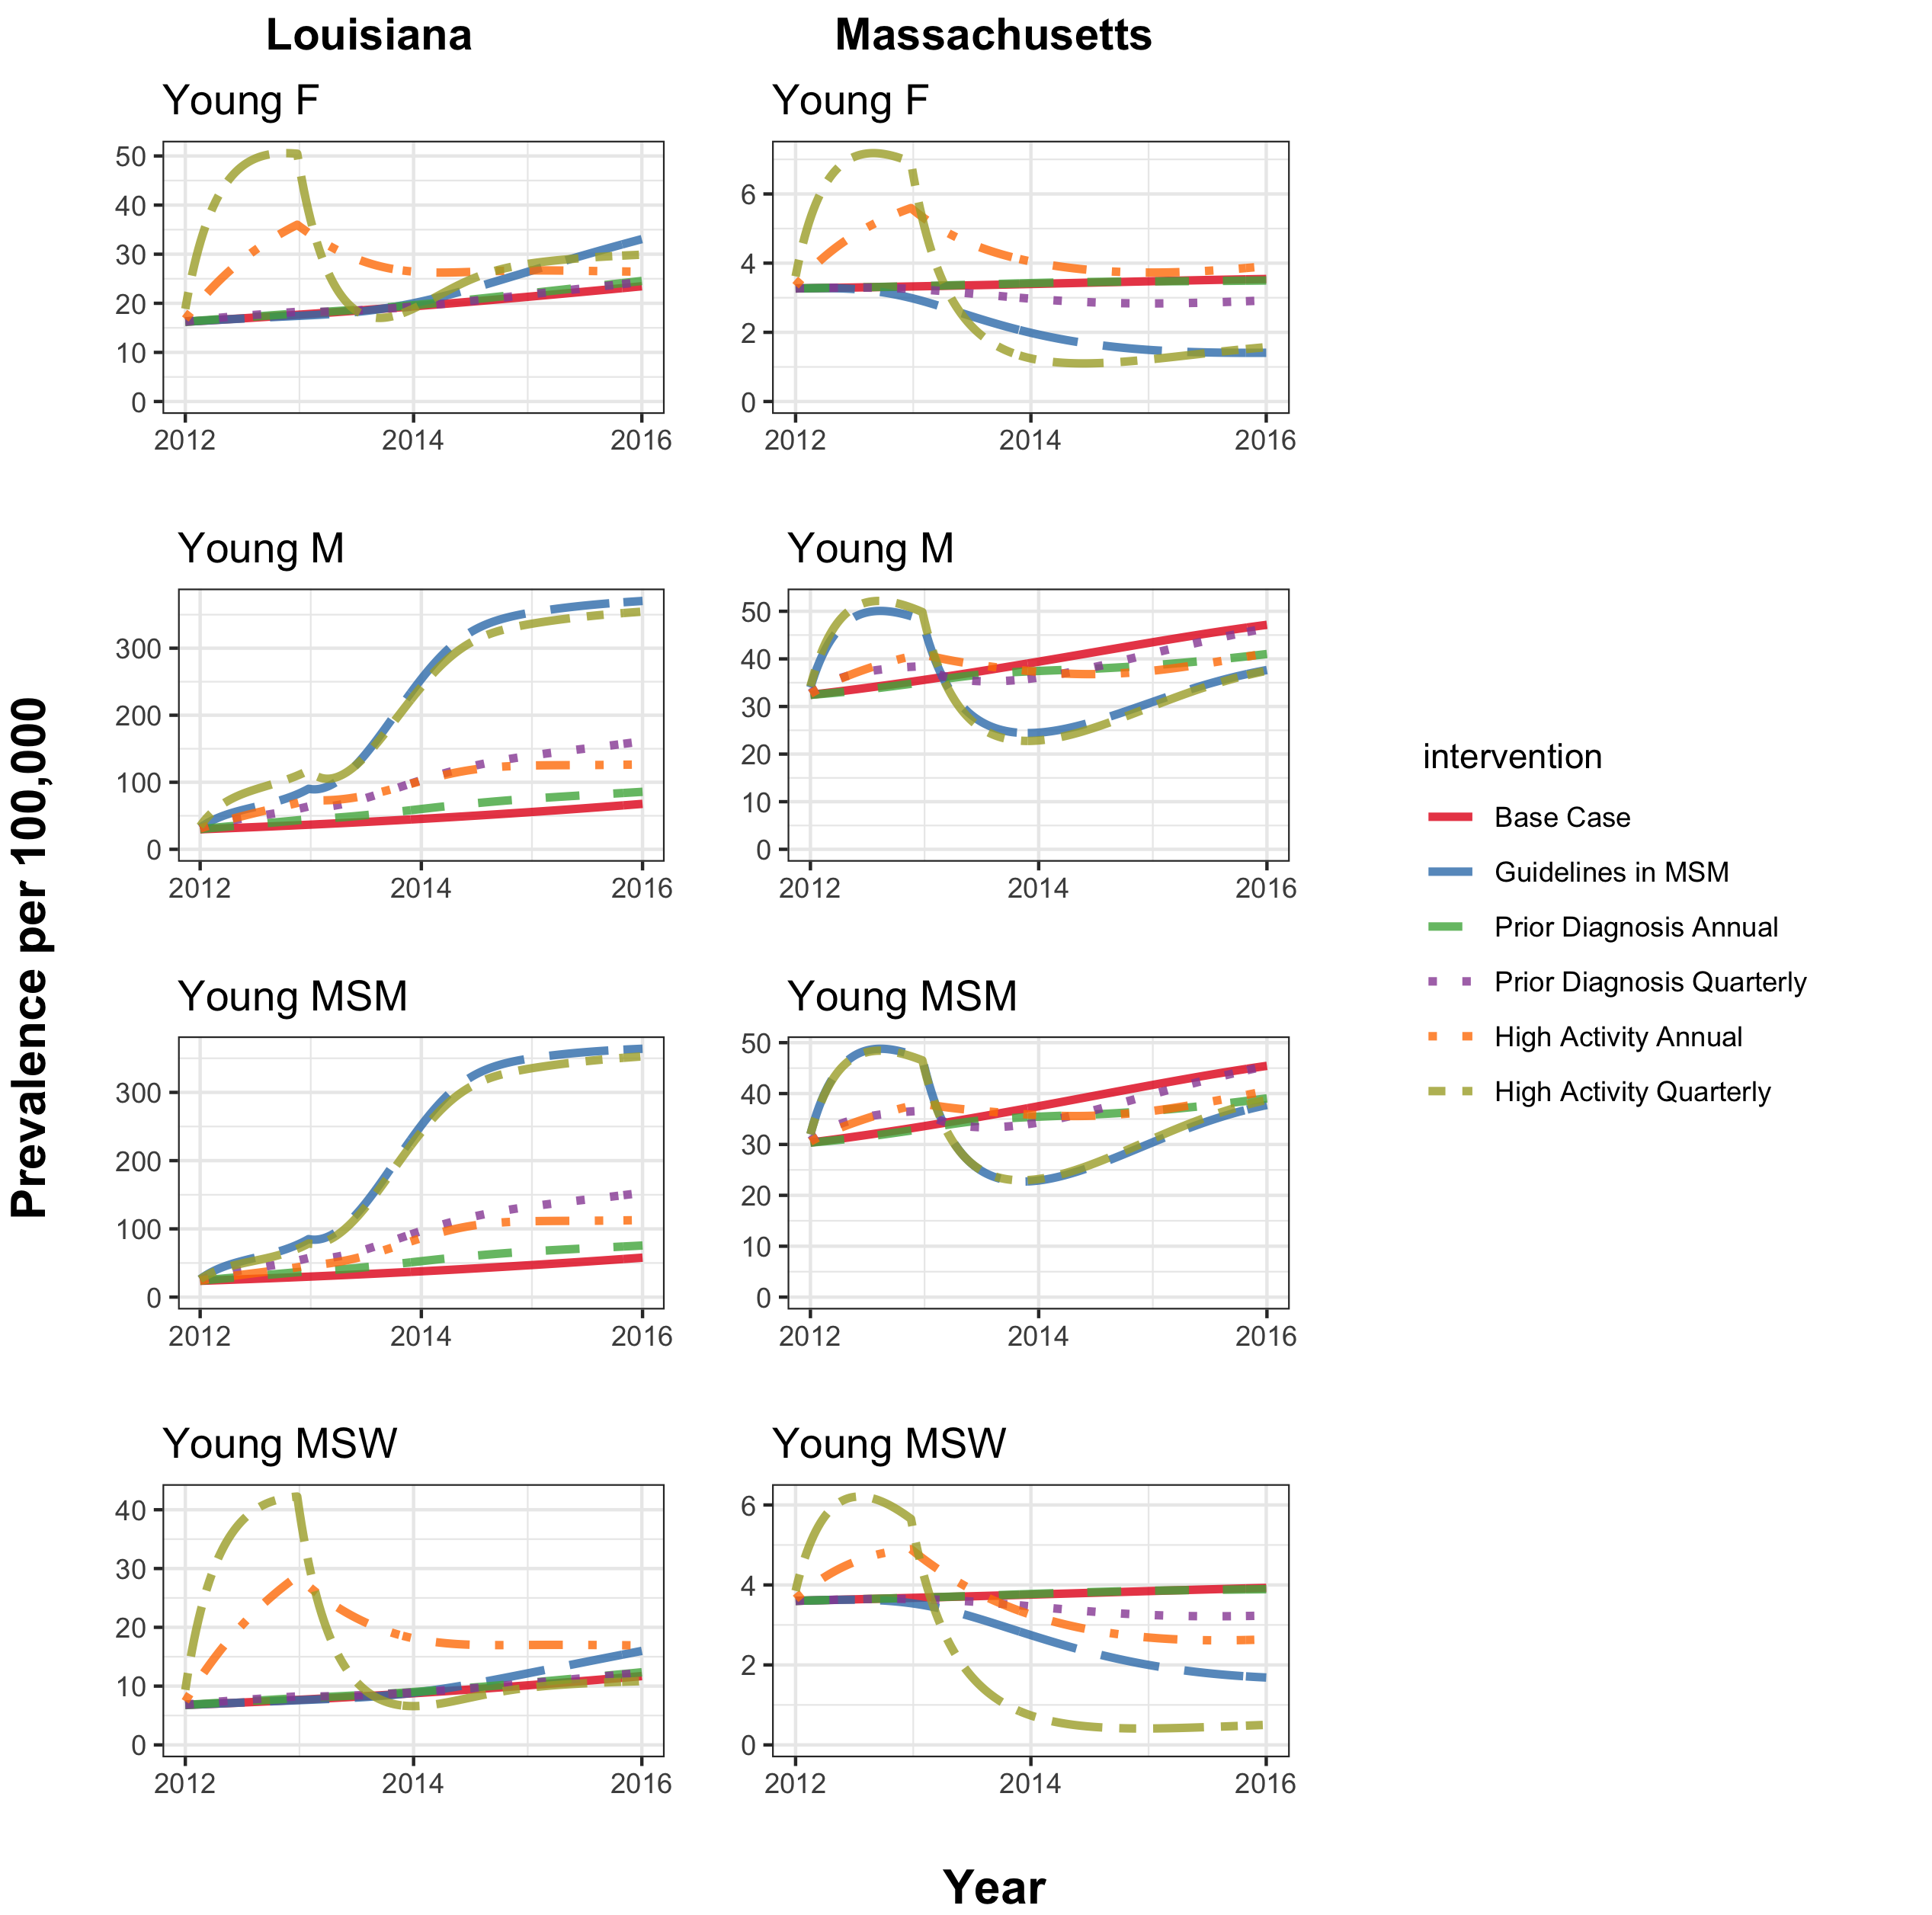 Louisiana
Massachusetts
Young F
Young F
50
40
30
20
10
0
2012 2014 2016
6
4
2
0
2012 2014 2016
Young M
Young M
300
200
100
0
2012 2014 2016
50
40
30
20
10
0
2012 2014 2016
Young MSM
Young MSM
300
200
100
0
2012 2014 2016
50
40
30
20
10
0
2012 2014 2016
Young MSW
Young MSW
40
30
20
10
0
2012 2014 2016
6
4
2
0
2012 2014 2016
Prevalence per 100,000
Year
intervention
Base Case
Guidelines in MSM
Prior Diagnosis Annual
Prior Diagnosis Quarterly
High Activity Annual
High Activity Quarterly